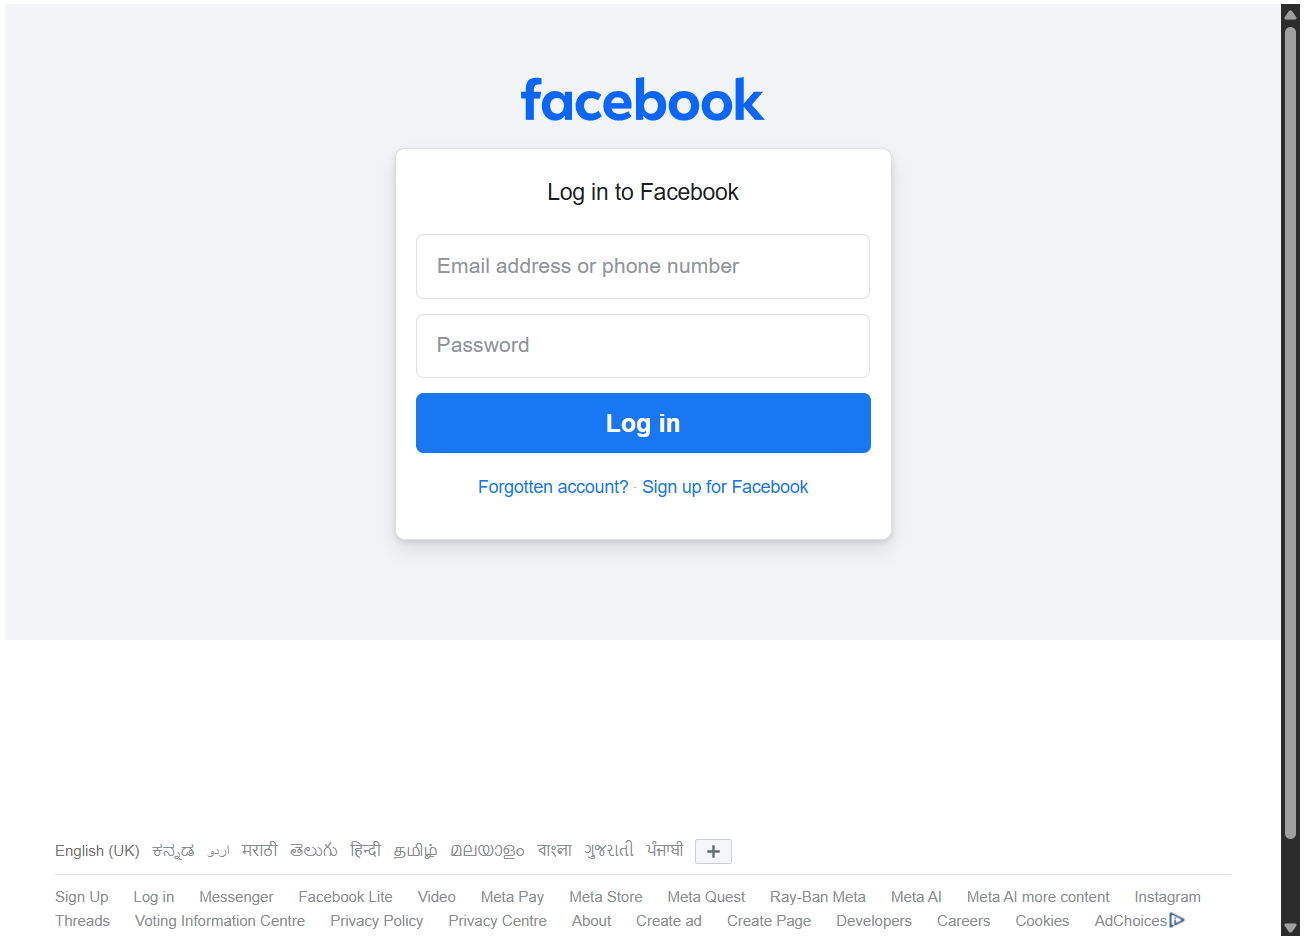 facebook
Log in to Facebook
Email address or phone number
Password
Log in
Forgotten account? · Sign up for Facebook
English (UK) ಕನ್ನಡ اردو मराठी తెలుగు हिन्दी தமிழ் മലയാളം বাংলা ગુજરાતી ਪੰਜਾਬੀ
Sign Up Log in Messenger Facebook Lite Video Meta Pay Meta Store Meta Quest Ray-Ban Meta Meta AI Meta AI more content Instagram
Threads Voting Information Centre Privacy Policy Privacy Centre About Create ad Create Page Developers Careers Cookies AdChoices